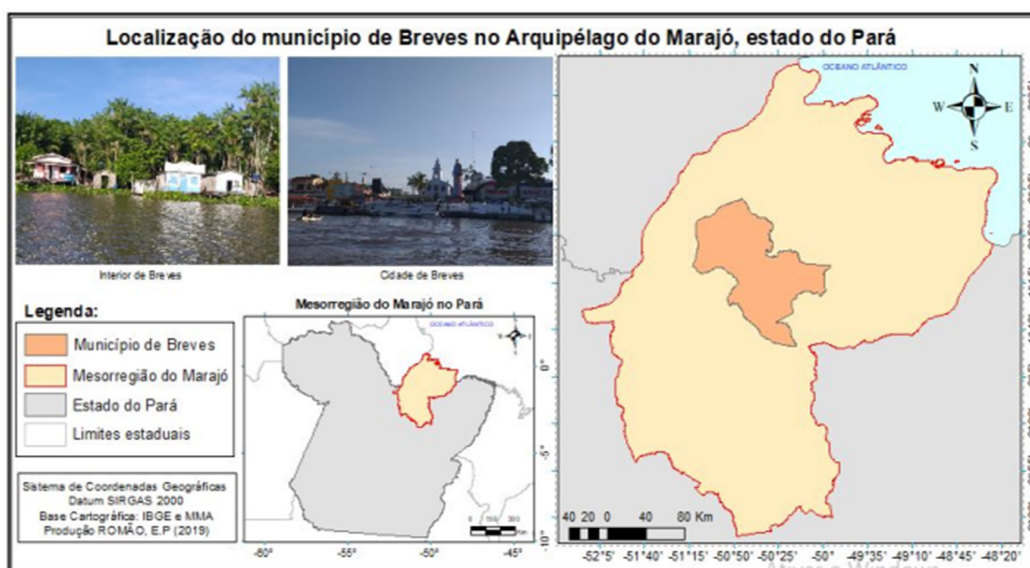 Localização do município de Breves no Arquipélago do Marajó, estado do Pará
Interior de Breves
Cidade de Breves
Legenda:
Município de Breves
Mesorregião do Marajó
Estado do Pará
Limites estaduais
Sistema de Coordenadas Geográficas
Datum SIRGAS 2000
Base Cartográfica: IBGE e MMA
Produção ROMÃO, E.P (2019)
Mesorregião do Marajó no Pará
OCEANO ATLÂNTICO
0°
-5°
-10°
-60° -55° -50° -45°
OCEANO ATLÂNTICO
N
W E
S
40 20 0 40 80 Km
-52°5' -51°40' -51°15' -50°50' -50°25' -50° -49°35' -49°10' -48°45' -48°20'